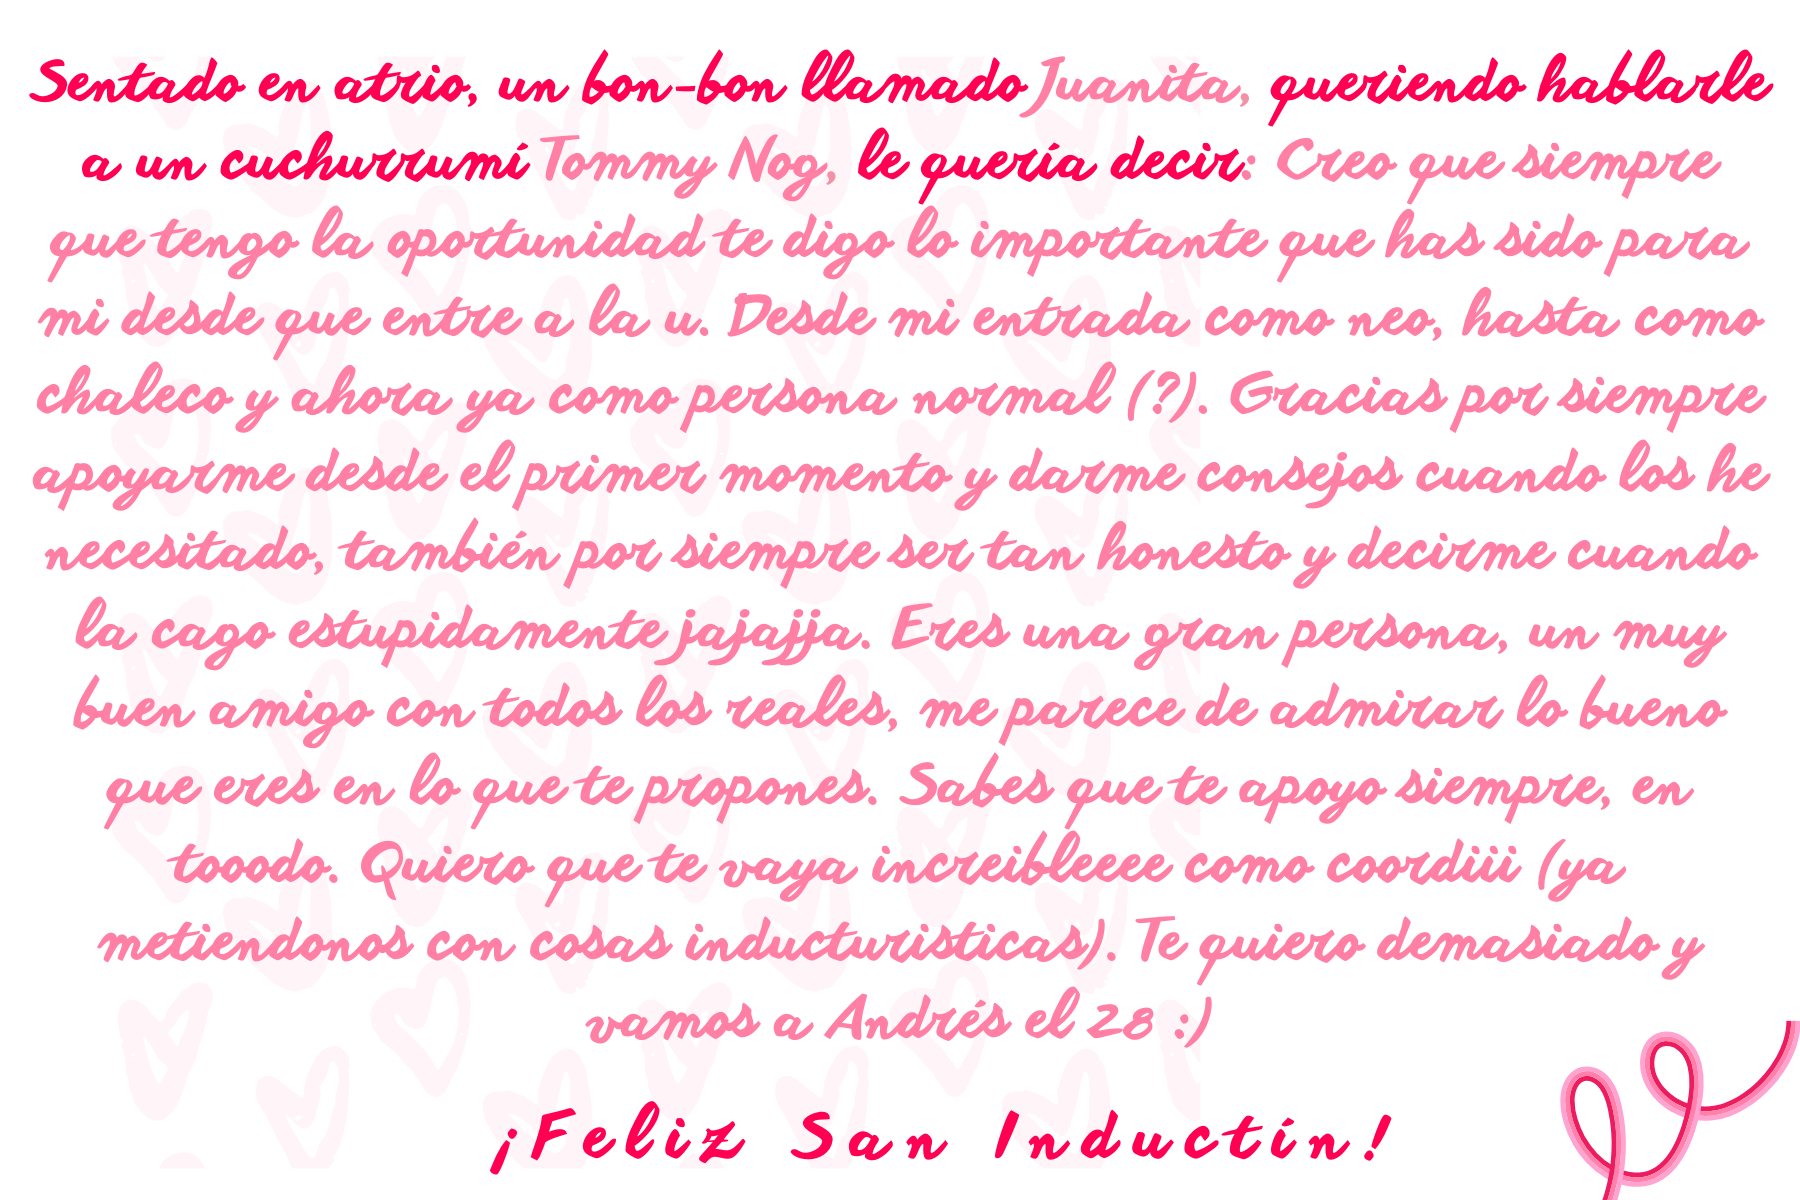 Sentado en atrio, un bon-bon llamado Juanita, queriendo hablarle
a un cuchurrumí Tommy Nog, le quería decir: Creo que siempre
que tengo la oportunidad te digo lo importante que has sido para
mi desde que entre a la u. Desde mi entrada como neo, hasta como
chaleco y ahora ya como persona normal (?). Gracias por siempre
apoyarme desde el primer momento y darme consejos cuando los he
necesitado, también por siempre ser tan honesto y decirme cuando
la cago estupidamente jajajja. Eres una gran persona, un muy
buen amigo con todos los reales, me parece de admirar lo bueno
que eres en lo que te propones. Sabes que te apoyo siempre, en
tooodo. Quiero que te vaya increibleeee como coordiii (ya
metiendonos con cosas inducturisticas). Te quiero demasiado y
vamos a Andrés el 28 :)
¡Feliz San Inductín!